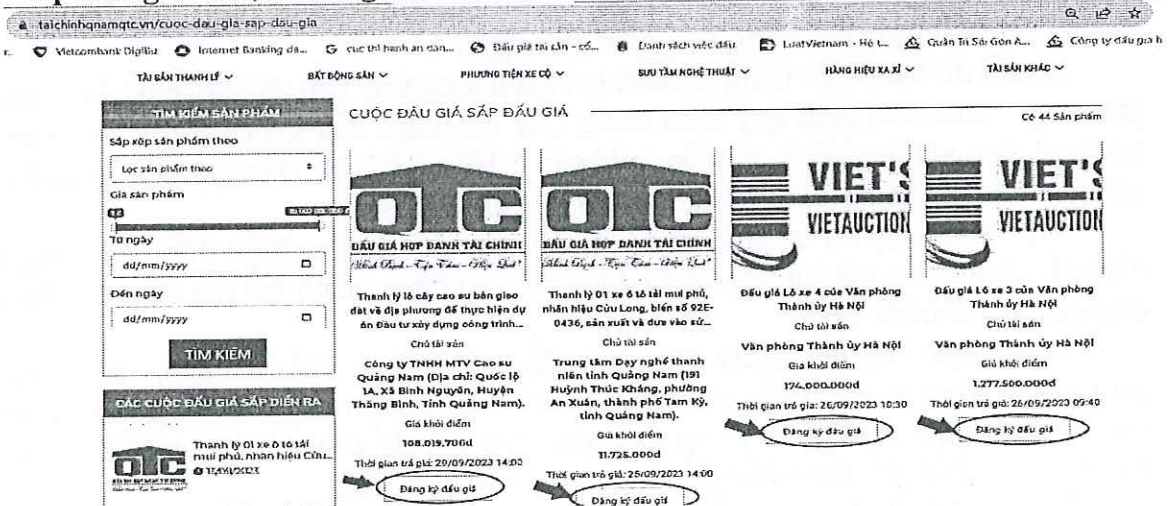 taichinhqnamqtc.vn/cuoc-dau-gia-sap-dau-gia
Vietcombank DigiBiz
Internet Banking da...
cuc thi hanh an dan...
Đấu giá tài sản - cổ...
Danh sách việc đấu
LuatVietnam - Hệ t...
Quản Trị Sài Gòn A...
Công ty đấu giá h
TÀI SẢN THANH LÝ
BẤT ĐỘNG SẢN
PHƯƠNG TIỆN XE CỘ
SƯU TẦM NGHỆ THUẬT
HÀNG HIỆU XA XỈ
TÀI SẢN KHÁC
TÌM KIẾM SẢN PHẨM
Sắp xếp sản phẩm theo
Lọc sản phẩm theo
Giá sản phẩm
Từ ngày
dd/mm/yyyy
Đến ngày
dd/mm/yyyy
TÌM KIẾM
CÁC CUỘC ĐẤU GIÁ SẮP DIỄN RA
QTC
Thanh lý 01 xe ô tô tải
mui phủ, nhãn hiệu Cửu...
CUỘC ĐẤU GIÁ SẮP ĐẤU GIÁ
Có 44 Sản phẩm
QTC
ĐẤU GIÁ HỢP DANH TÀI CHÍNH
Thanh lý lô cây cao su bàn giao
đất về địa phương để thực hiện dự
án Đầu tư xây dựng công trình...
Chủ tài sản
Công ty TNHH MTV Cao su
Quảng Nam (Địa chỉ: Quốc lộ
1A, Xã Bình Nguyên, Huyện
Thăng Bình, Tỉnh Quảng Nam).
Giá khởi điểm
108.019.706đ
Thời gian trả giá: 29/09/2023 14:00
Đăng ký đấu giá
QTC
ĐẤU GIÁ HỢP DANH TÀI CHÍNH
Thanh lý 01 xe ô tô tải mui phủ,
nhãn hiệu Cửu Long, biển số 92E-
0436, sản xuất và đưa vào sử...
Chủ tài sản
Trung tâm Dạy nghề thanh
niên tỉnh Quảng Nam (191
Huỳnh Thúc Kháng, phường
An Xuân, thành phố Tam Kỳ,
tỉnh Quảng Nam).
Giá khởi điểm
11.725.000đ
Thời gian trả giá: 25/09/2023 14:00
Đăng ký đấu giá
VIET'S
VIETAUCTION
Đấu giá Lô xe 4 của Văn phòng
Thành ủy Hà Nội
Chủ tài sản
Văn phòng Thành ủy Hà Nội
Giá khởi điểm
174.000.000đ
Thời gian trả giá: 26/09/2023 10:30
Đăng ký đấu giá
VIET'S
VIETAUCTION
Đấu giá Lô xe 3 của Văn phòng
Thành ủy Hà Nội
Chủ tài sản
Văn phòng Thành ủy Hà Nội
Giá khởi điểm
1.277.500.000đ
Thời gian trả giá: 26/09/2023 09:40
Đăng ký đấu giá